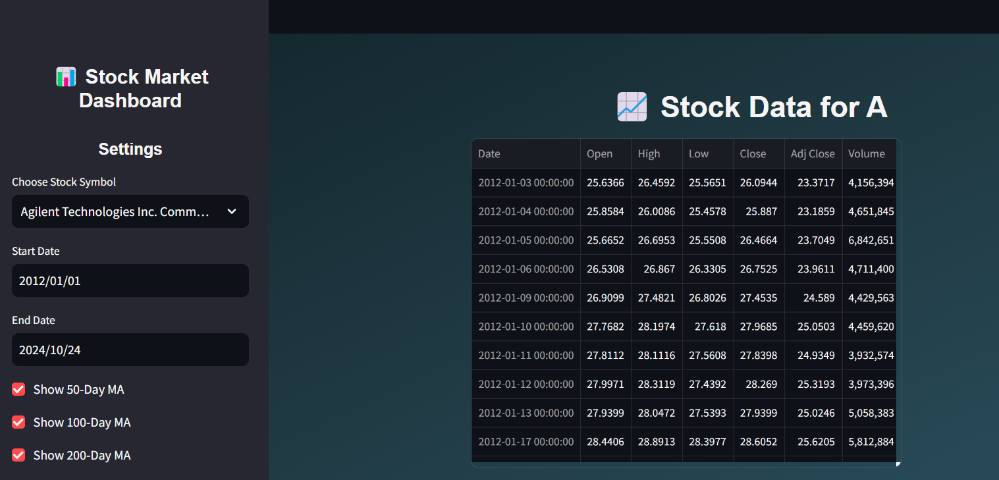 Stock Market
Dashboard
Settings
Choose Stock Symbol
Agilent Technologies Inc. Comm...
Start Date
2012/01/01
End Date
2024/10/24
Show 50-Day MA
Show 100-Day MA
Show 200-Day MA
Stock Data for A
Date Open High Low Close Adj Close Volume
2012-01-03 00:00:00 25.6366 26.4592 25.5651 26.0944 23.3717 4,156,394
2012-01-04 00:00:00 25.8584 26.0086 25.4578 25.887 23.1859 4,651,845
2012-01-05 00:00:00 25.6652 26.6953 25.5508 26.4664 23.7049 6,842,651
2012-01-06 00:00:00 26.5308 26.867 26.3305 26.7525 23.9611 4,711,400
2012-01-09 00:00:00 26.9099 27.4821 26.8026 27.4535 24.589 4,429,563
2012-01-10 00:00:00 27.7682 28.1974 27.618 27.9685 25.0503 4,459,620
2012-01-11 00:00:00 27.8112 28.1116 27.5608 27.8398 24.9349 3,932,574
2012-01-12 00:00:00 27.9971 28.3119 27.4392 28.269 25.3193 3,973,396
2012-01-13 00:00:00 27.9399 28.0472 27.5393 27.9399 25.0246 5,058,383
2012-01-17 00:00:00 28.4406 28.8913 28.3977 28.6052 25.6205 5,812,884